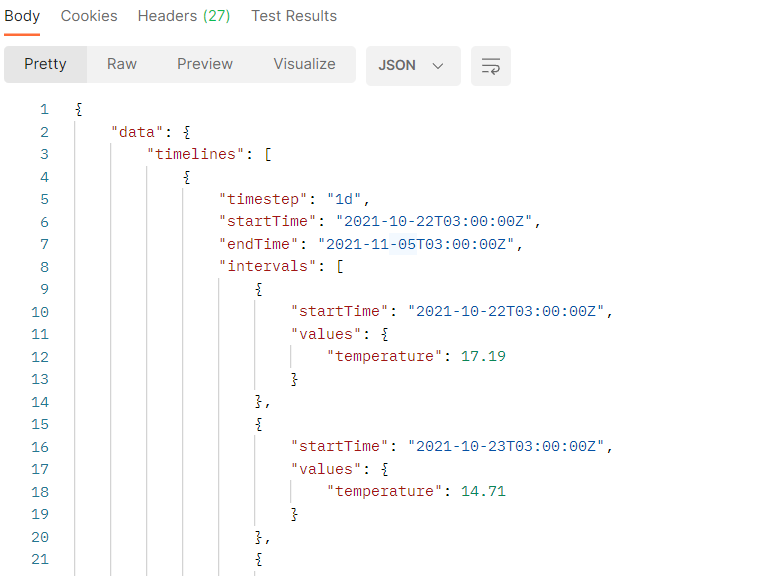 Body Cookies Headers (27) Test Results
Pretty Raw Preview Visualize JSON
1 {
2 "data": {
3 "timelines": [
4 {
5 "timestep": "1d",
6 "startTime": "2021-10-22T03:00:00Z",
7 "endTime": "2021-11-05T03:00:00Z",
8 "intervals": [
9 {
10 "startTime": "2021-10-22T03:00:00Z",
11 "values": {
12 "temperature": 17.19
13 }
14 },
15 {
16 "startTime": "2021-10-23T03:00:00Z",
17 "values": {
18 "temperature": 14.71
19 }
20 },
21 {